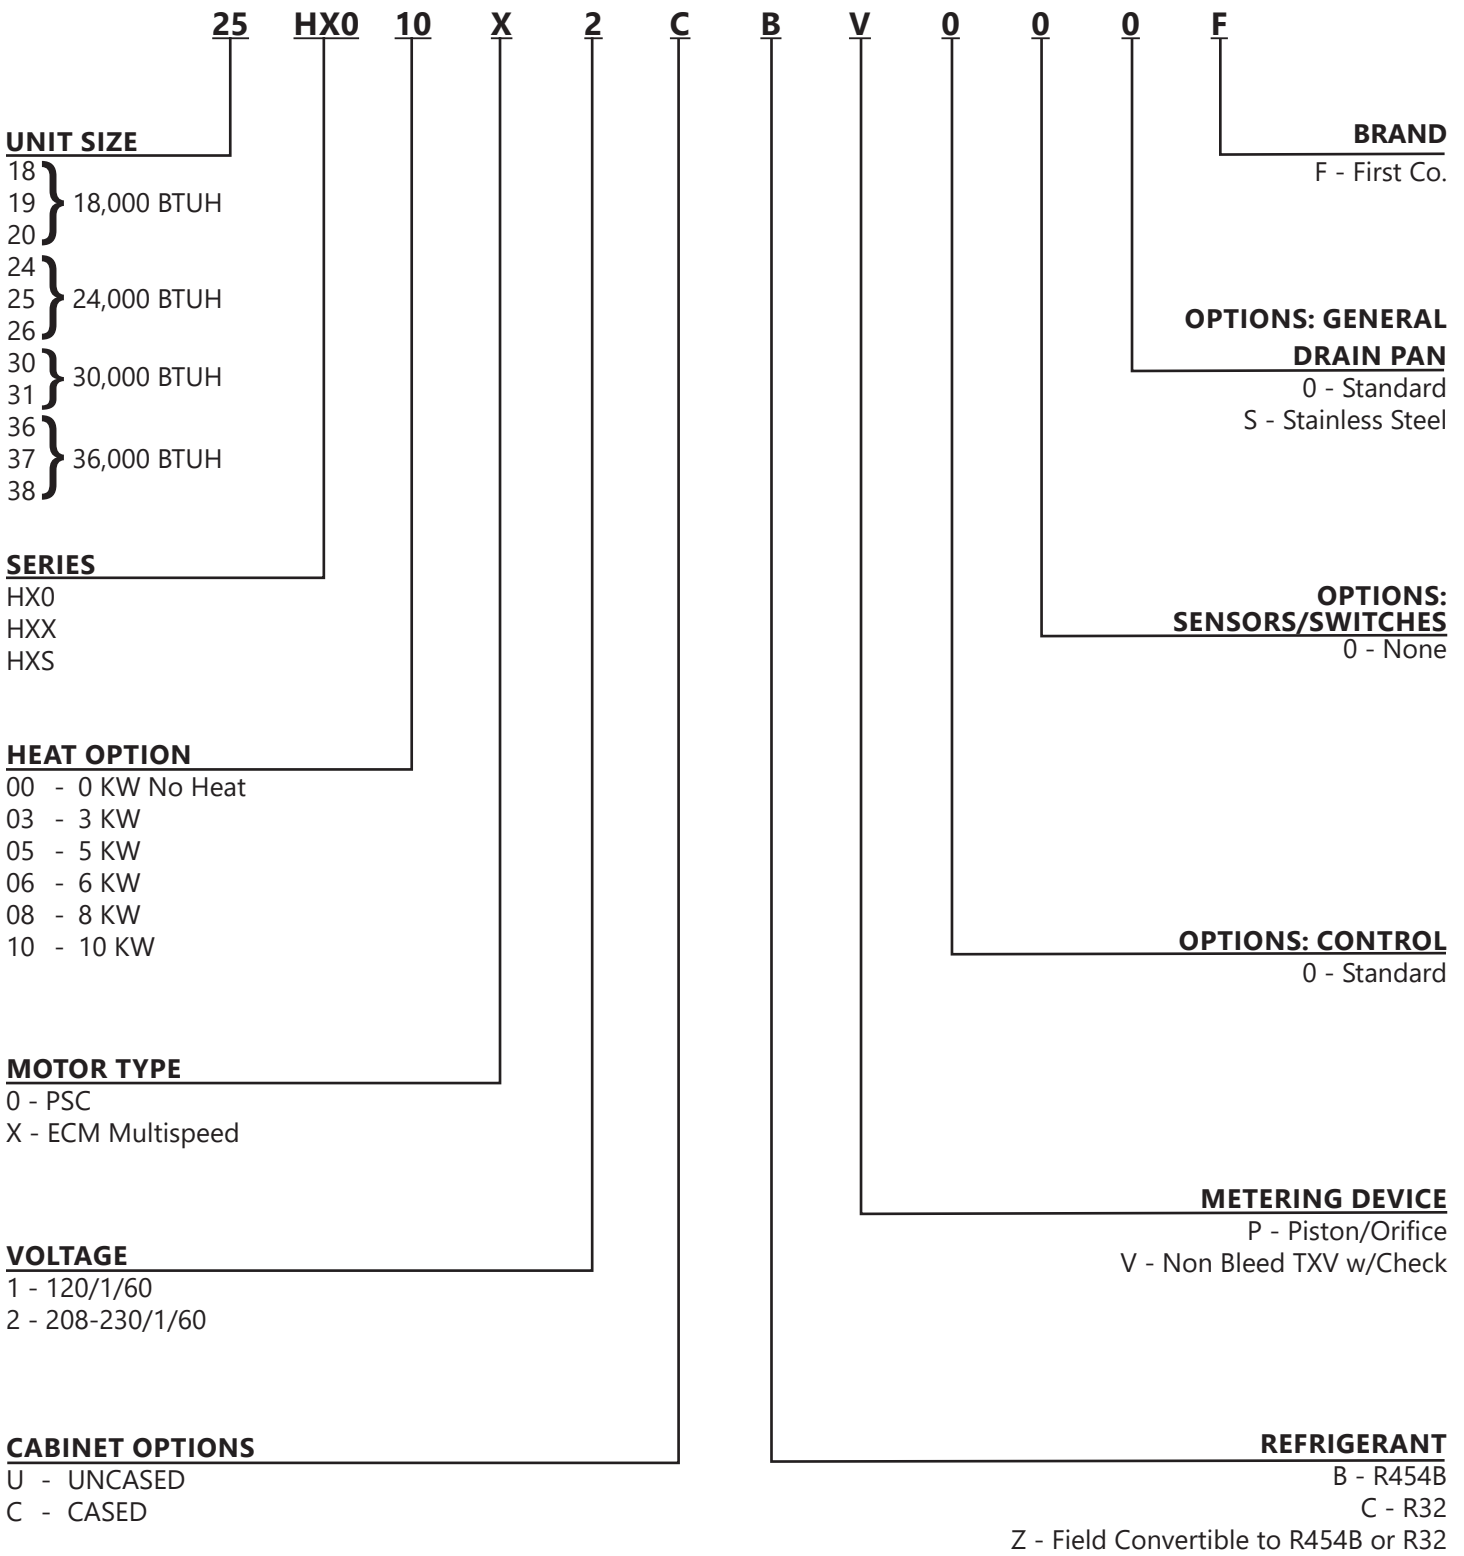 25 HX0 10 X 2 C B V 0 0 0 F
UNIT SIZE
18
19
20
18,000 BTUH
24
25
26
24,000 BTUH
30
31
30,000 BTUH
36
37
38
36,000 BTUH
SERIES
HX0
HXX
HXS
HEAT OPTION
00 - 0 KW No Heat
03 - 3 KW
05 - 5 KW
06 - 6 KW
08 - 8 KW
10 - 10 KW
MOTOR TYPE
0 - PSC
X - ECM Multispeed
VOLTAGE
1 - 120/1/60
2 - 208-230/1/60
CABINET OPTIONS
U - UNCASED
C - CASED
BRAND
F - First Co.
OPTIONS: GENERAL
DRAIN PAN
0 - Standard
S - Stainless Steel
OPTIONS:
SENSORS/SWITCHES
0 - None
OPTIONS: CONTROL
0 - Standard
METERING DEVICE
P - Piston/Orifice
V - Non Bleed TXV w/Check
REFRIGERANT
B - R454B
C - R32
Z - Field Convertible to R454B or R32